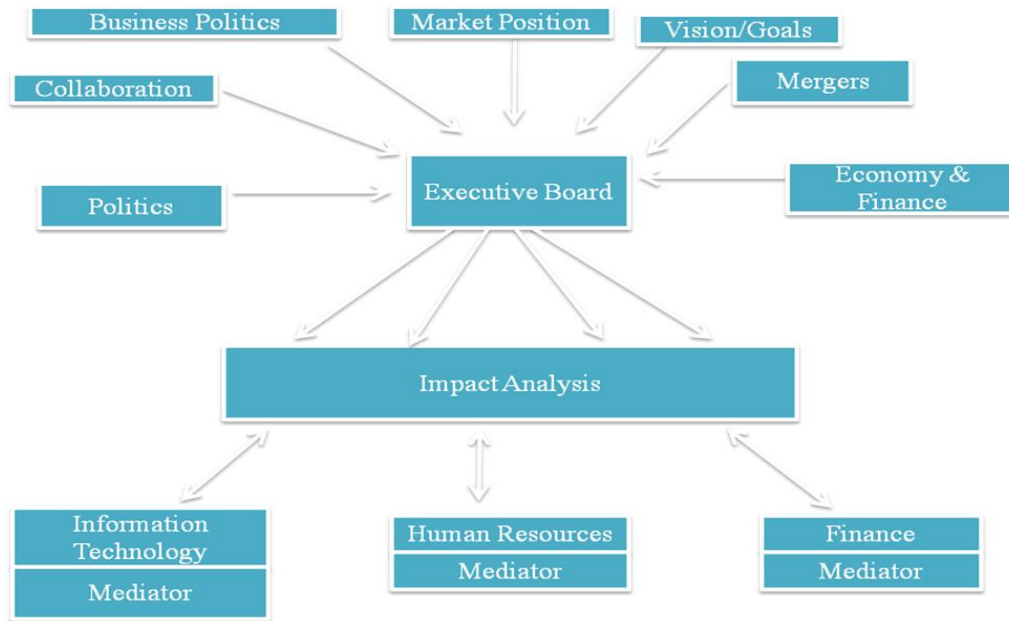 Business Politics
Market Position
Vision/Goals
Collaboration
Mergers
Politics
Executive Board
Economy &
Finance
Impact Analysis
Information
Technology
Mediator
Human Resources
Mediator
Finance
Mediator